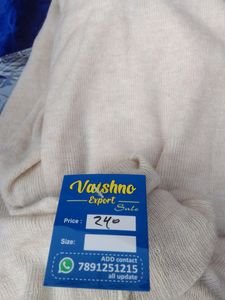 Vaishno
Export
Sale
Price : 240
Size:
ADD contact
7891251215
all update